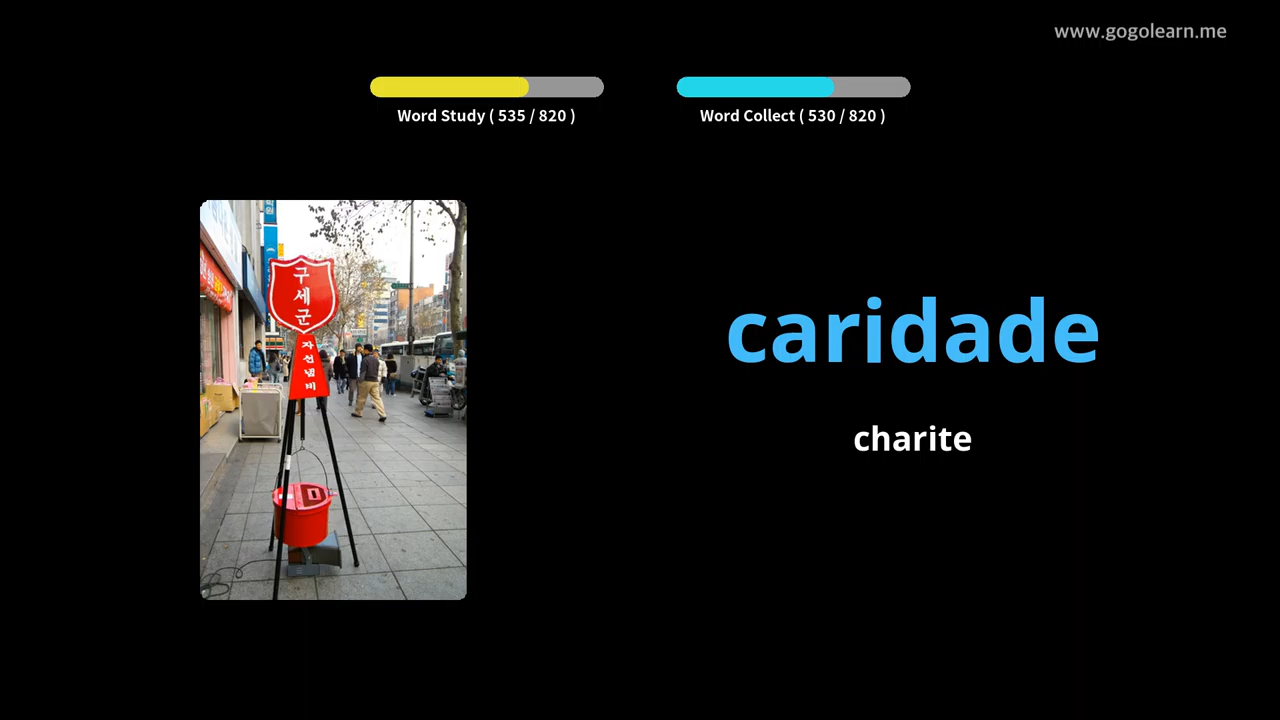 www.gogolearn.me
Word Study ( 535 / 820 )
Word Collect ( 530 / 820 )
구
세
군
자
선
냄
비
caridade
charite